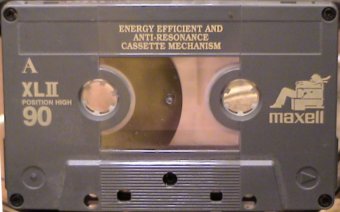 ENERGY EFFICIENT AND
ANTI-RESONANCE
CASSETTE MECHANISM
A
XLII
POSITION HIGH
90
maxell